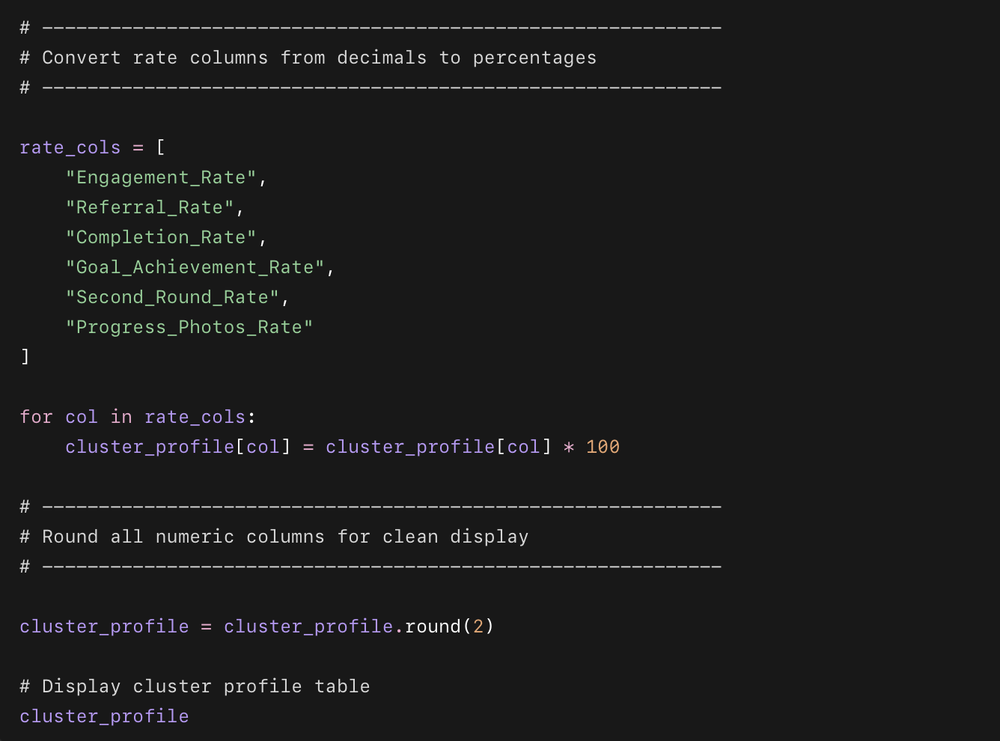 # ------------------------------------------------------------
# Convert rate columns from decimals to percentages
# ------------------------------------------------------------
rate_cols = [
    "Engagement_Rate",
    "Referral_Rate",
    "Completion_Rate",
    "Goal_Achievement_Rate",
    "Second_Round_Rate",
    "Progress_Photos_Rate"
]
for col in rate_cols:
    cluster_profile[col] = cluster_profile[col] * 100
# ------------------------------------------------------------
# Round all numeric columns for clean display
# ------------------------------------------------------------
cluster_profile = cluster_profile.round(2)
# Display cluster profile table
cluster_profile